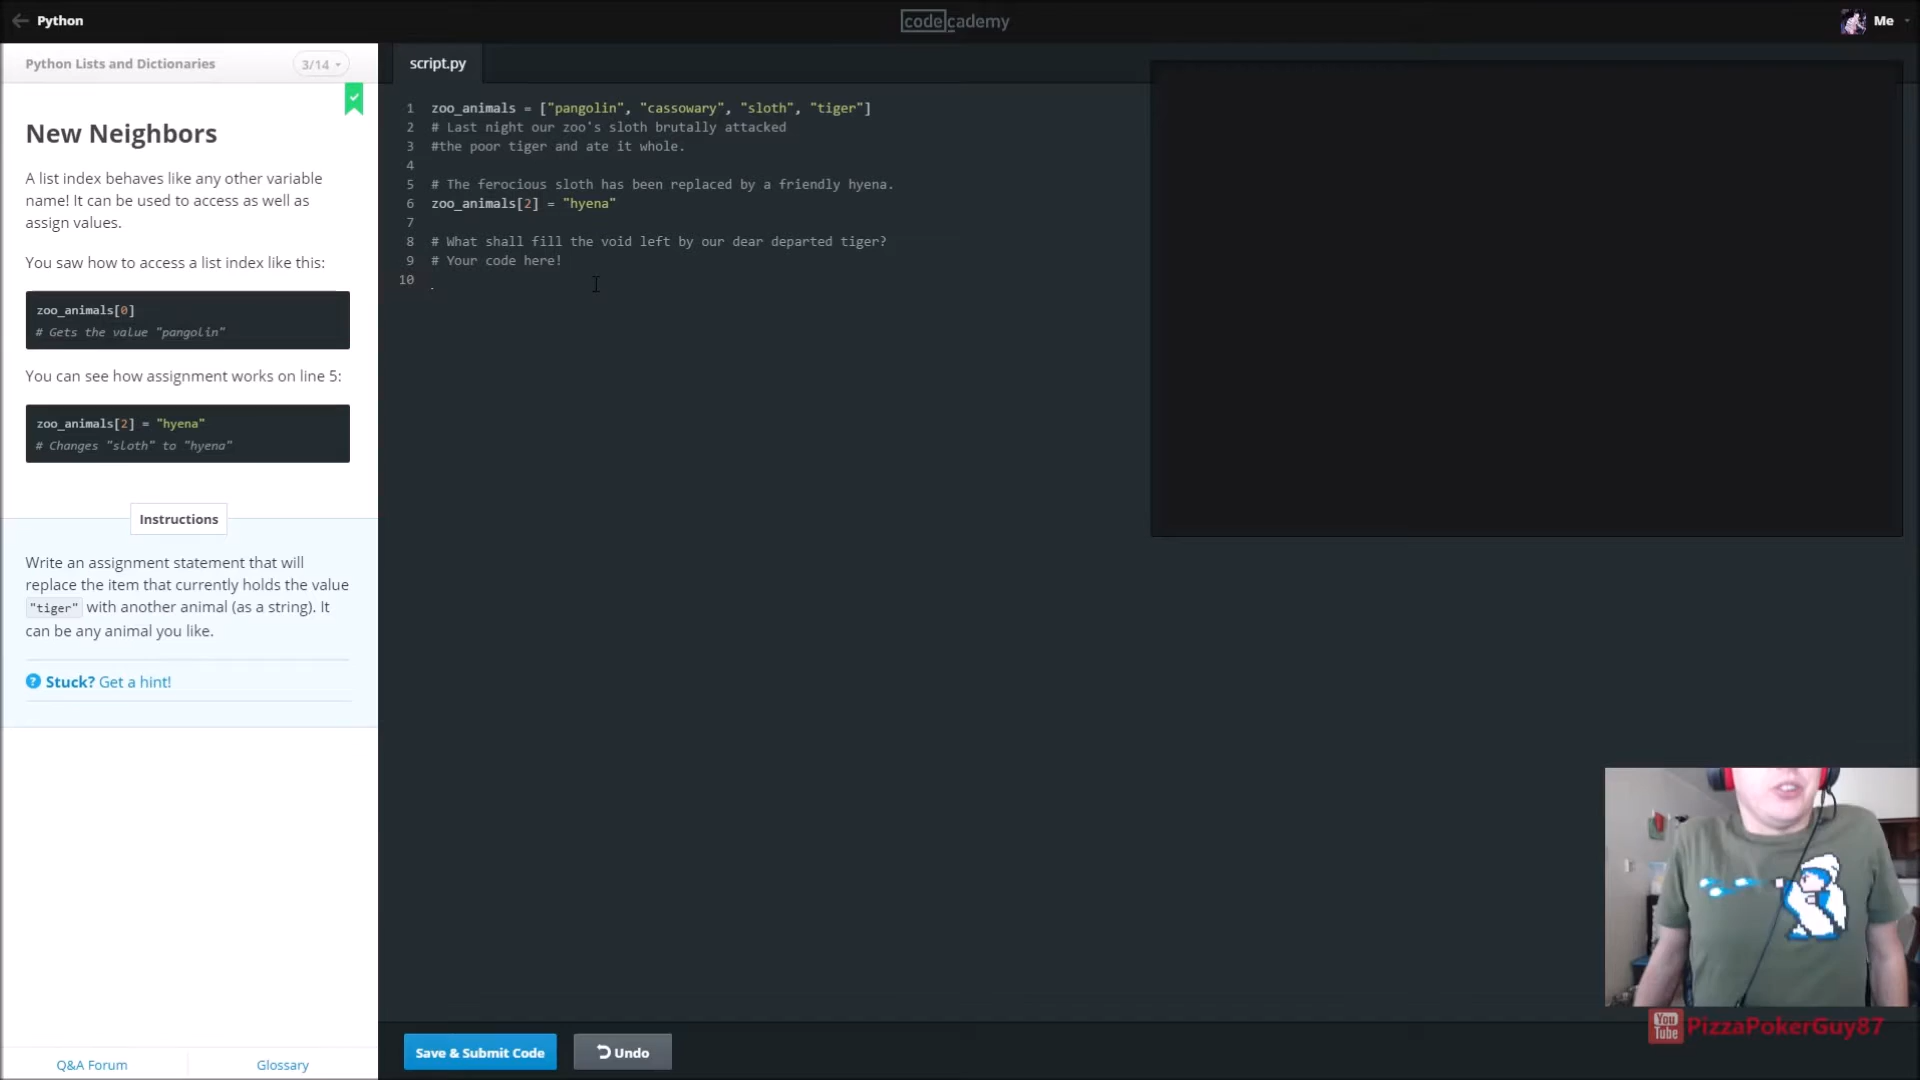 Python
codecademy
Me
Python Lists and Dictionaries
3/14
New Neighbors
A list index behaves like any other variable
name! It can be used to access as well as
assign values.
You saw how to access a list index like this:
zoo_animals[0]
# Gets the value "pangolin"
You can see how assignment works on line 5:
zoo_animals[2] = "hyena"
# Changes "sloth" to "hyena"
Instructions
Write an assignment statement that will
replace the item that currently holds the value
"tiger" with another animal (as a string). It
can be any animal you like.
? Stuck? Get a hint!
Q&A Forum
Glossary
script.py
1 zoo_animals = ["pangolin", "cassowary", "sloth", "tiger"]
2 # Last night our zoo's sloth brutally attacked
3 #the poor tiger and ate it whole.
4
5 # The ferocious sloth has been replaced by a friendly hyena.
6 zoo_animals[2] = "hyena"
7
8 # What shall fill the void left by our dear departed tiger?
9 # Your code here!
10
Save & Submit Code
Undo
You Tube PizzaPokerGuy87